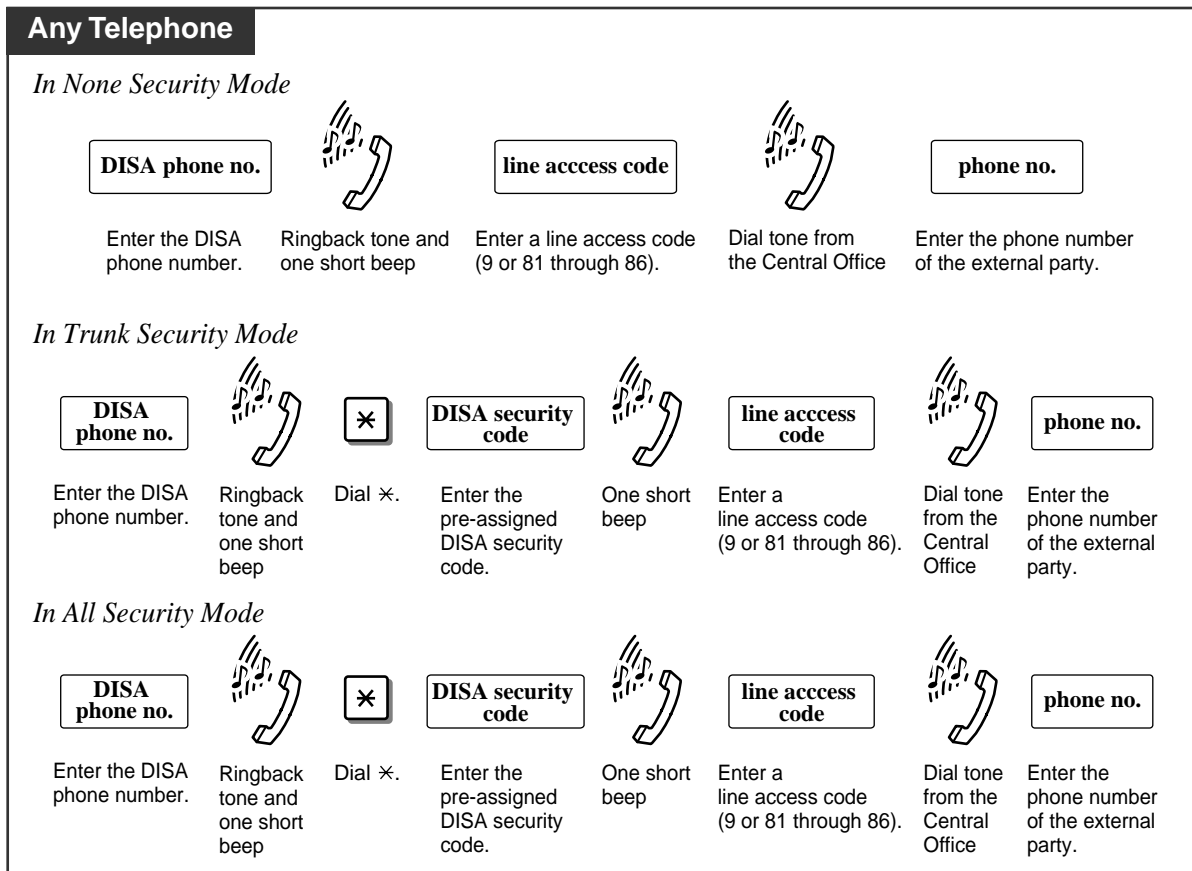 Any Telephone
In None Security Mode
DISA phone no.
line acccess code
phone no.
Enter the DISA
phone number.
Ringback tone and
one short beep
Enter a line access code
(9 or 81 through 86).
Dial tone from
the Central Office
Enter the phone number
of the external party.
In Trunk Security Mode
DISA
phone no.
*
DISA security
code
line acccess
code
phone no.
Enter the DISA
phone number.
Ringback
tone and
one short
beep
Dial *.
Enter the
pre-assigned
DISA security
code.
One short
beep
Enter a
line access code
(9 or 81 through 86).
Dial tone
from the
Central
Office
Enter the
phone number
of the external
party.
In All Security Mode
DISA
phone no.
*
DISA security
code
line acccess
code
phone no.
Enter the DISA
phone number.
Ringback
tone and
one short
beep
Dial *.
Enter the
pre-assigned
DISA security
code.
One short
beep
Enter a
line access code
(9 or 81 through 86).
Dial tone
from the
Central
Office
Enter the
phone number
of the external
party.